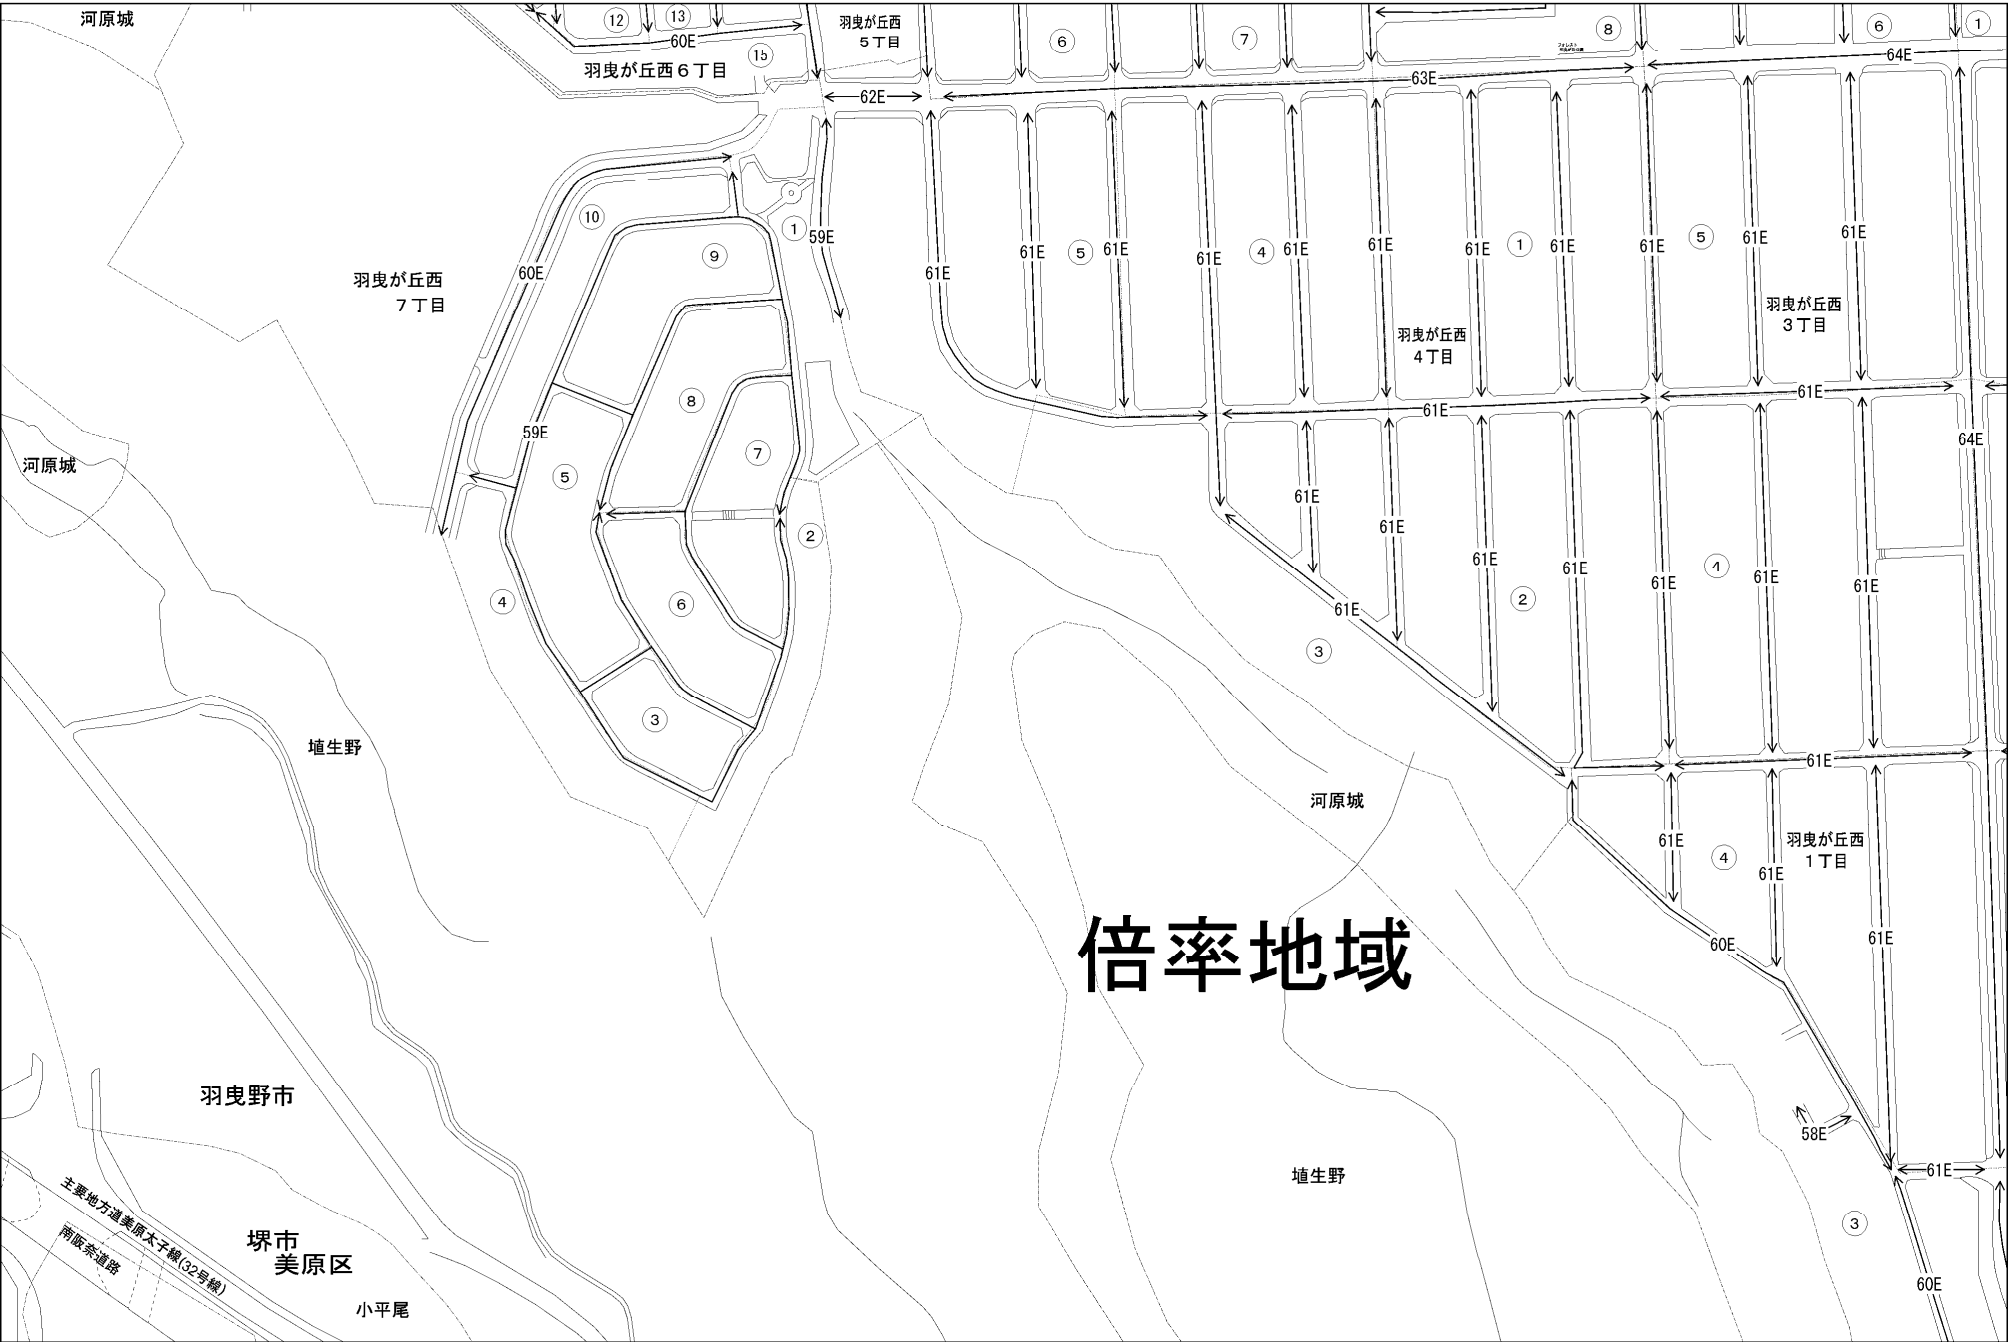 河原城
⑫
⑬
60E
⑮
羽曳が丘西6丁目
羽曳が丘西
5丁目
⑥
⑦
⑧
⑥
①
64E
63E
62E
⑩
①
59E
⑨
60E
羽曳が丘西
7丁目
61E
61E
⑤
61E
61E
④
61E
61E
61E
①
61E
61E
⑤
61E
61E
羽曳が丘西
3丁目
羽曳が丘西
4丁目
61E
61E
64E
⑧
59E
⑦
⑤
河原城
②
④
⑥
③
61E
61E
61E
61E
61E
④
61E
61E
61E
②
③
埴生野
河原城
61E
61E
④
羽曳が丘西
1丁目
61E
61E
60E
倍率地域
羽曳野市
58E
61E
埴生野
③
60E
主要地方道美原太子線(32号線)
南阪奈道路
堺市
美原区
小平尾